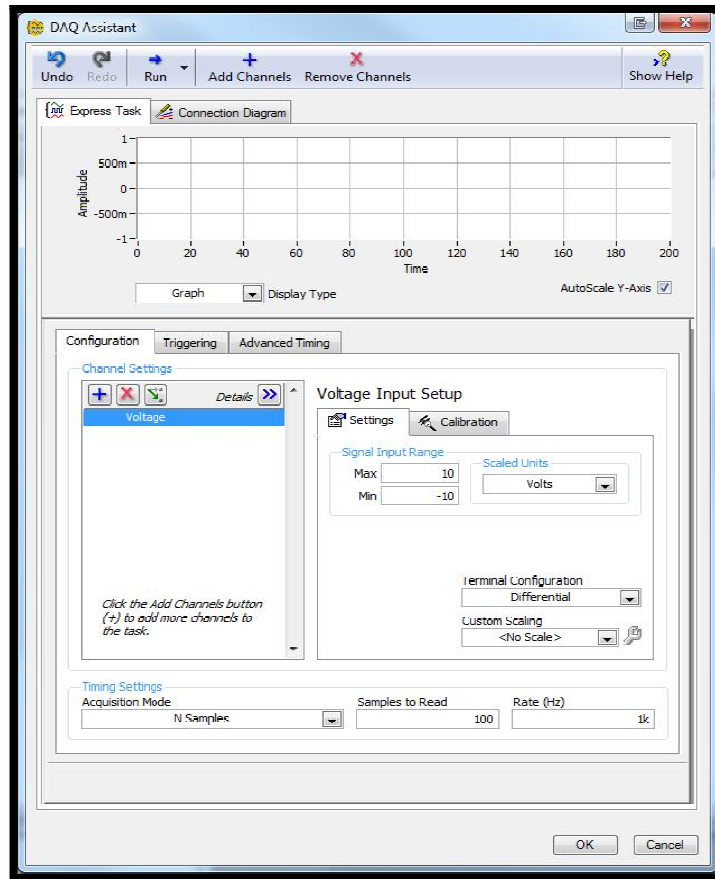 DAQ Assistant
Undo Redo Run Add Channels Remove Channels Show Help
Express Task Connection Diagram
Amplitude
1
500m
0
-500m
-1
0 20 40 60 80 100 120 140 160 180 200
Time
Graph Display Type AutoScale Y-Axis
Configuration Triggering Advanced Timing
Channel Settings
Details
Voltage
Click the Add Channels button
(+) to add more channels to
the task.
Voltage Input Setup
Settings Calibration
Signal Input Range
Max 10
Min -10
Scaled Units
Volts
Terminal Configuration
Differential
Custom Scaling
<No Scale>
Timing Settings
Acquisition Mode Samples to Read Rate (Hz)
N Samples 100 1k
OK Cancel